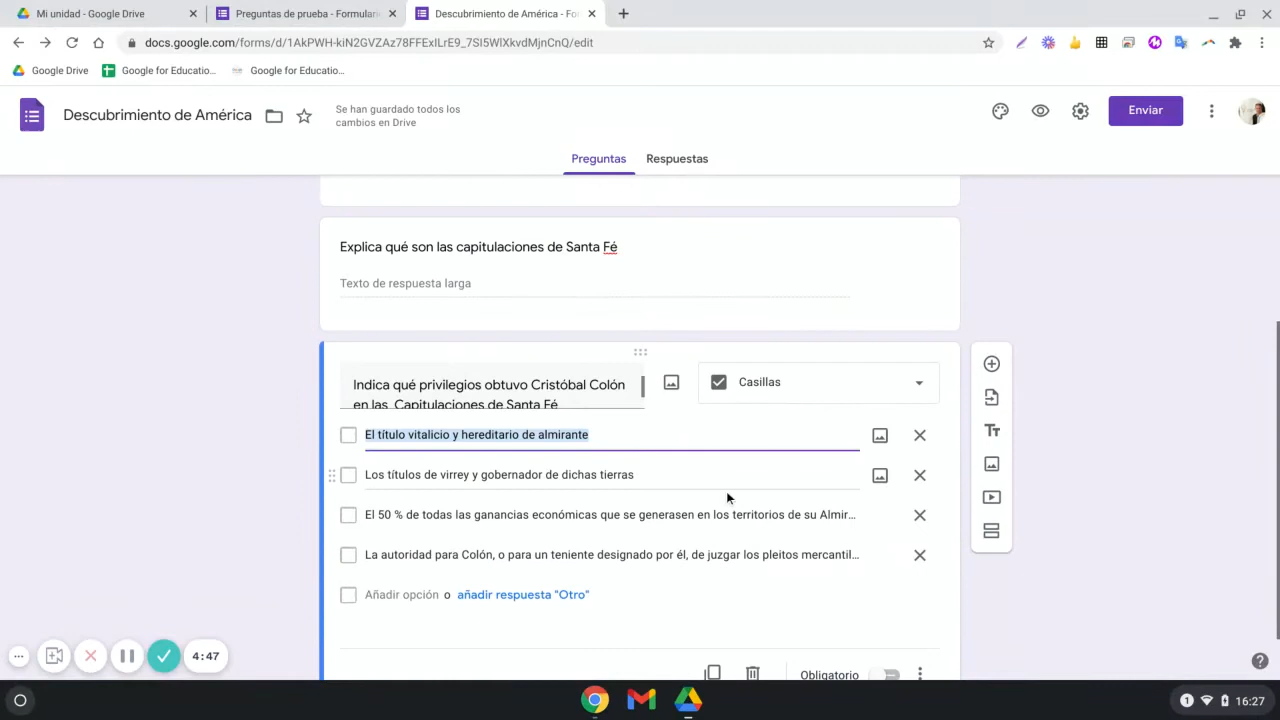 Mi unidad - Google Drive
Preguntas de prueba - Formulari
Descubrimiento de América - Fo
docs.google.com/forms/d/1AkPWH-kiN2GVZAz78FFExILrE9_7SI5WlXkvdMjnCnQ/edit
Google Drive
Google for Educatio...
Google for Educatio...
Descubrimiento de América
Se han guardado todos los
cambios en Drive
Enviar
Preguntas
Respuestas
Explica qué son las capitulaciones de Santa Fé
Texto de respuesta larga
Indica qué privilegios obtuvo Cristóbal Colón
en las Capitulaciones de Santa Fé
Casillas
El título vitalicio y hereditario de almirante
Los títulos de virrey y gobernador de dichas tierras
El 50 % de todas las ganancias económicas que se generasen en los territorios de su Almir...
La autoridad para Colón, o para un teniente designado por él, de juzgar los pleitos mercantil...
Añadir opción o añadir respuesta "Otro"
Obligatorio
4:47
1
16:27